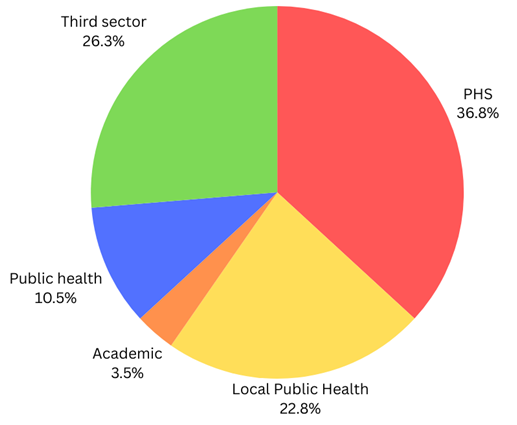 Third sector
26.3%
PHS
36.8%
Public health
10.5%
Academic
3.5%
Local Public Health
22.8%